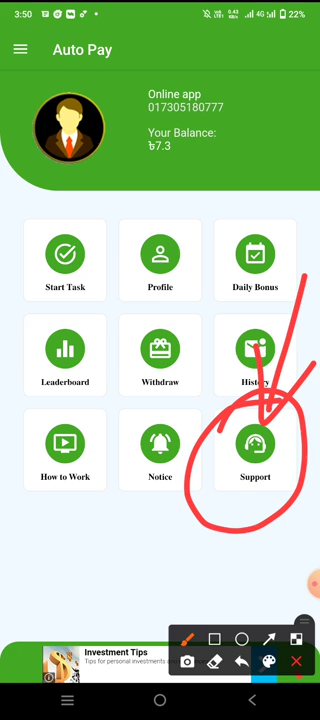 3:50
4G
22%
Auto Pay
Online app
017305180777
Your Balance:
৳7.3
Start Task
Profile
Daily Bonus
Leaderboard
Withdraw
History
How to Work
Notice
Support
Investment Tips
Tips for personal investments